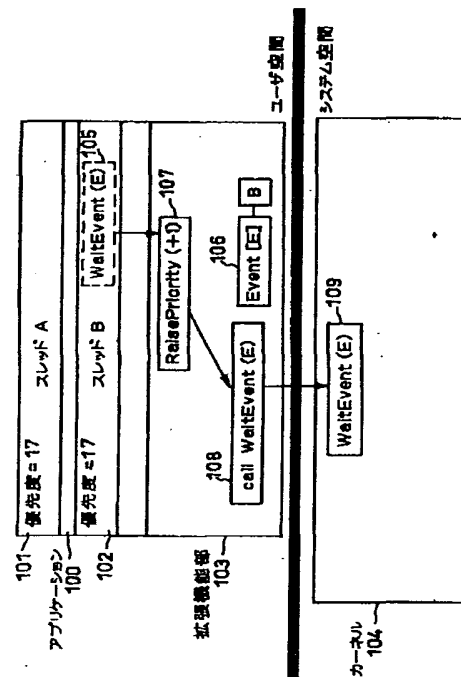 101
優先度=17
スレッド A
アプリケーション
100
102
優先度=17
スレッド B
WaitEvent (E)
105
拡張機能部
103
RaisePriority (+1)
107
108
call WaitEvent (E)
106
Event [E]
B
ユーザ空間
システム空間
カーネル
104
WaitEvent (E)
109